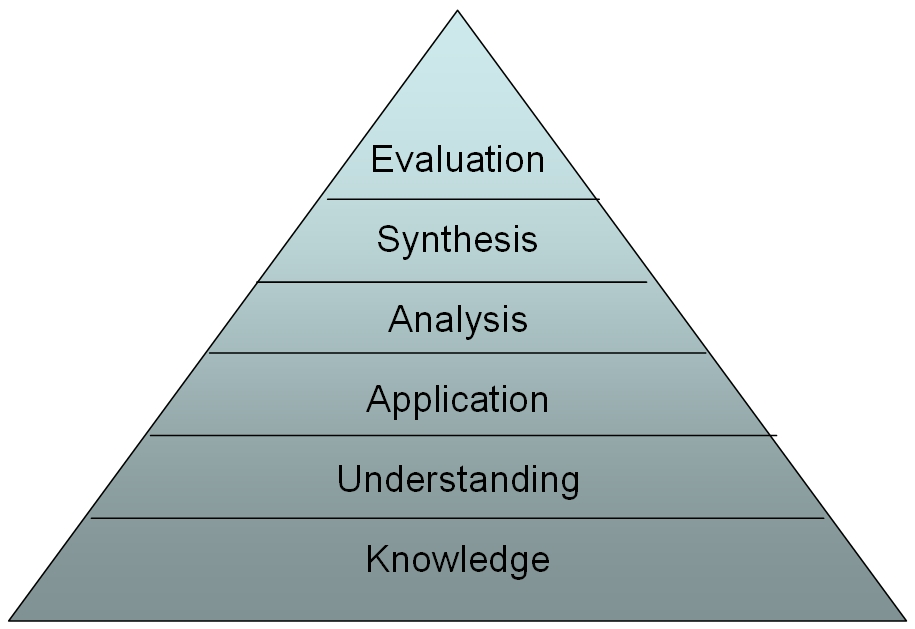 Evaluation
Synthesis
Analysis
Application
Understanding
Knowledge